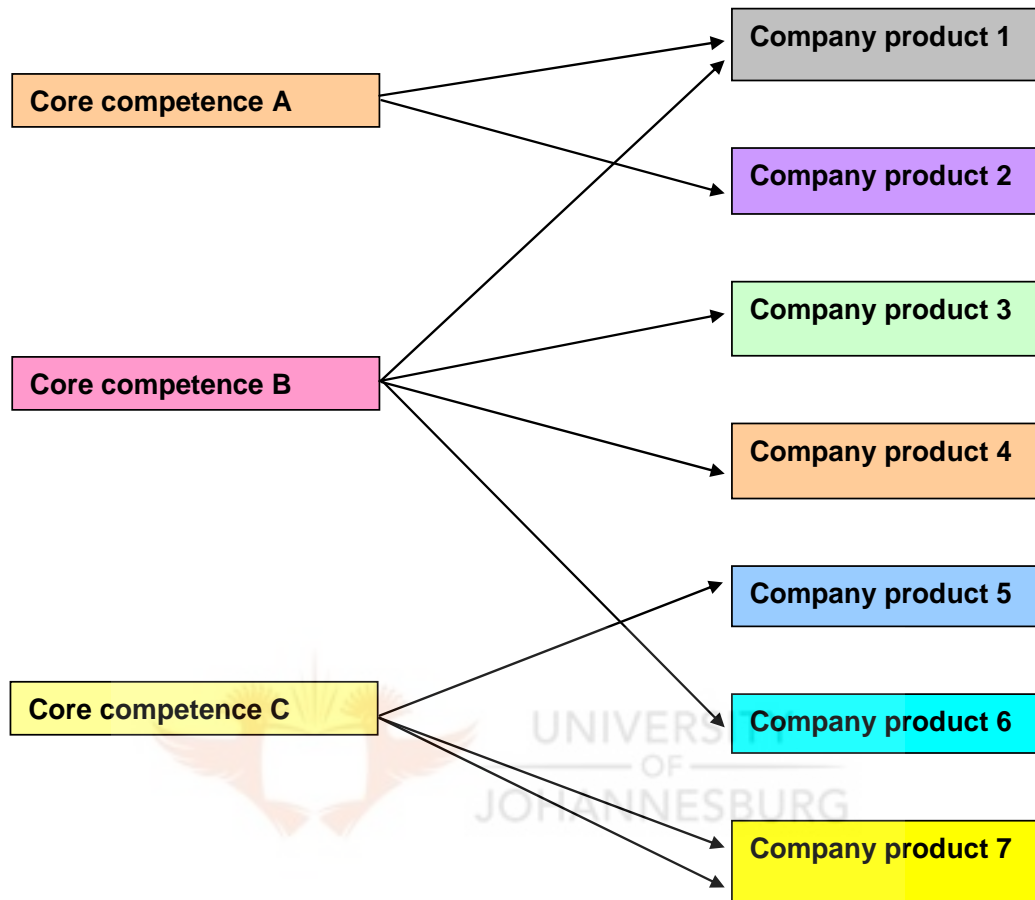 Company product 1
Core competence A
Company product 2
Company product 3
Core competence B
Company product 4
Company product 5
Core competence C
Company product 6
UNIVERSITY
OF
JOHANNESBURG
Company product 7